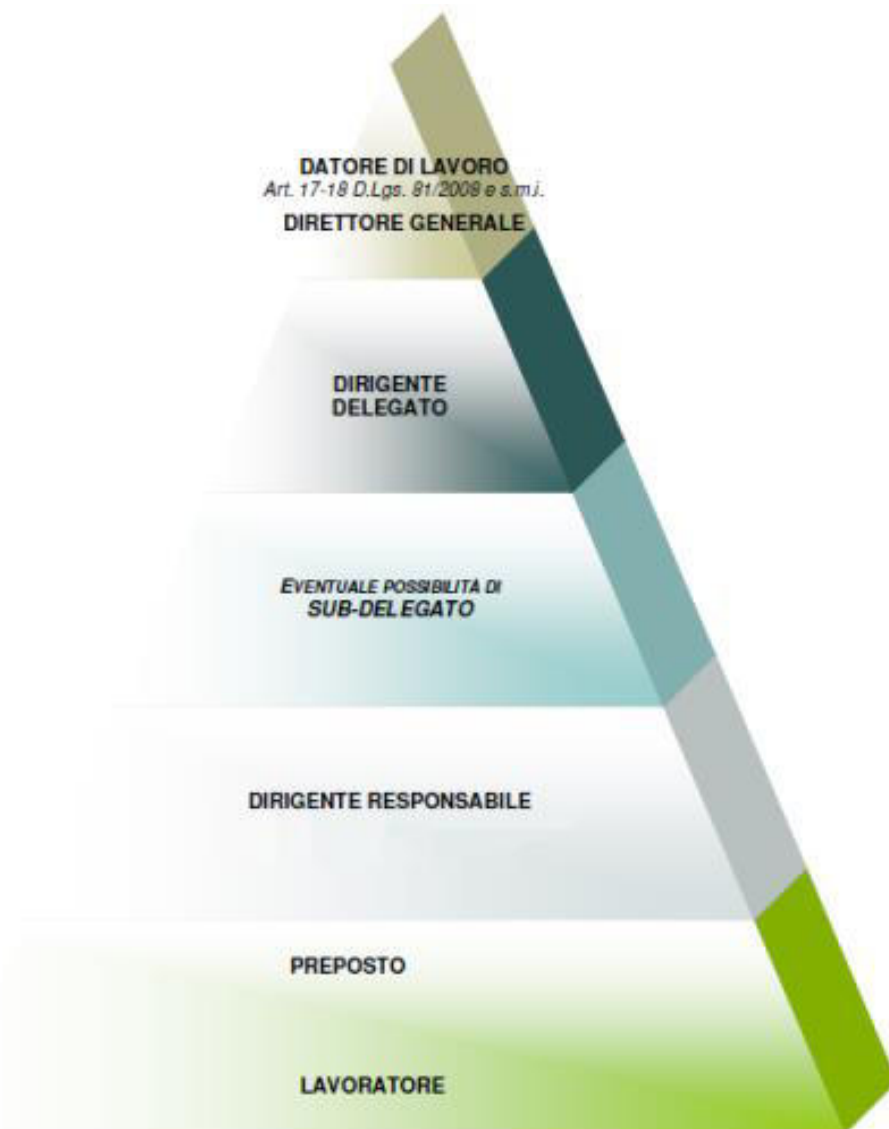 DATORE DI LAVORO
Art. 17-18 D.Lgs. 81/2008 e s.m.i.
DIRETTORE GENERALE
DIRIGENTE
DELEGATO
EVENTUALE POSSIBILITÀ DI
SUB-DELEGATO
DIRIGENTE RESPONSABILE
PREPOSTO
LAVORATORE